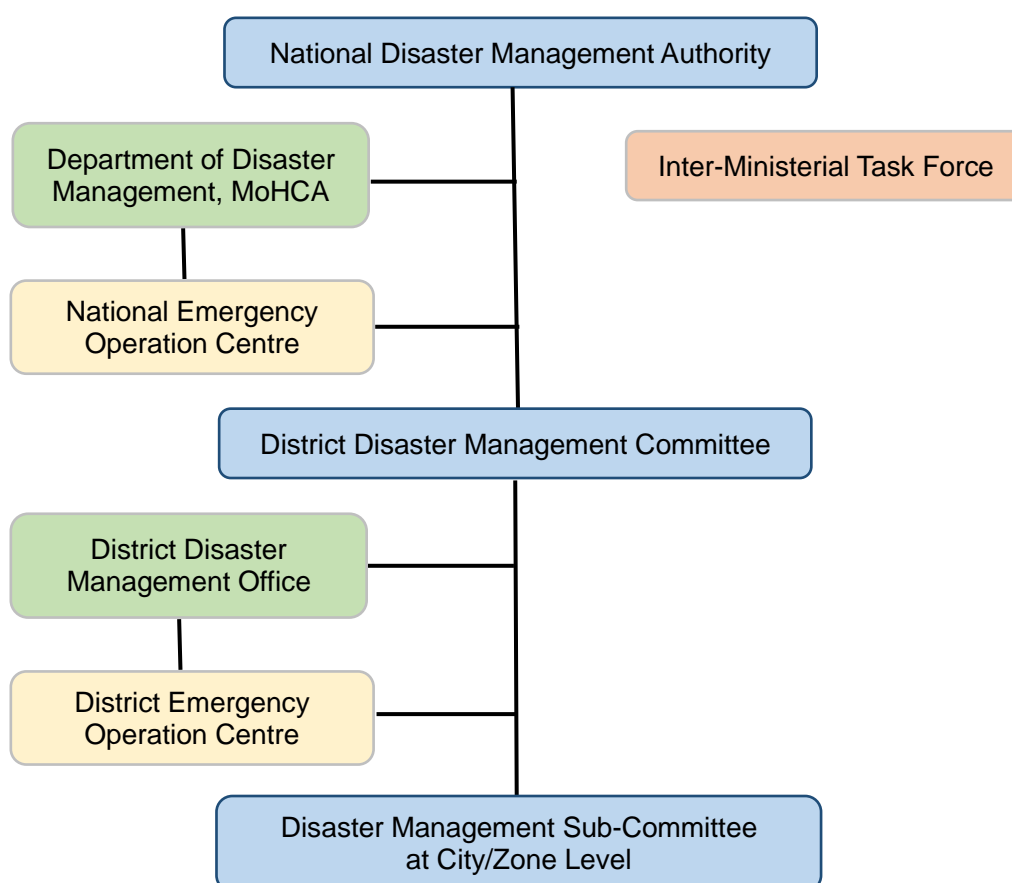 National Disaster Management Authority
Department of Disaster
Management, MoHCA
Inter-Ministerial Task Force
National Emergency
Operation Centre
District Disaster Management Committee
District Disaster
Management Office
District Emergency
Operation Centre
Disaster Management Sub-Committee
at City/Zone Level